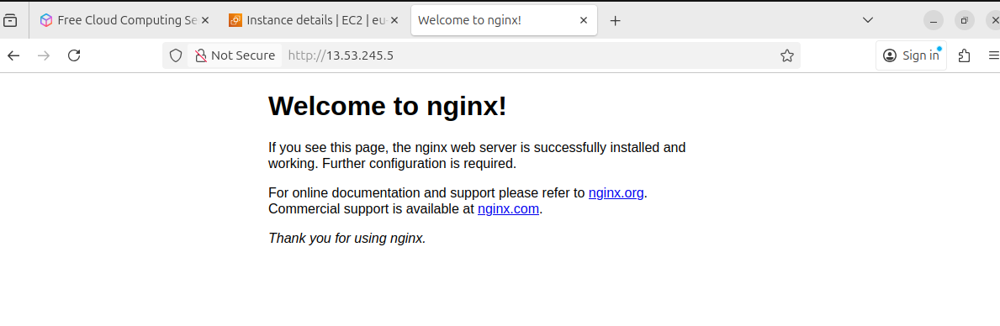 Free Cloud Computing Se
Instance details | EC2 | eu-
Welcome to nginx!
Not Secure
http://13.53.245.5
Sign in
Welcome to nginx!
If you see this page, the nginx web server is successfully installed and
working. Further configuration is required.
For online documentation and support please refer to nginx.org.
Commercial support is available at nginx.com.
Thank you for using nginx.